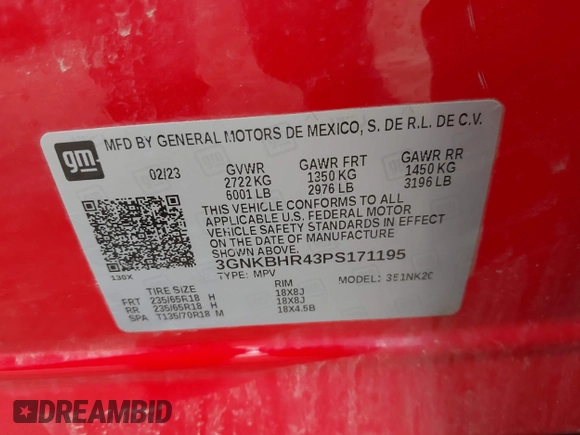 gm
MFD BY GENERAL MOTORS DE MEXICO, S. DE R.L. DE C.V.
02/23 GVWR GAWR FRT GAWR RR
2722 KG 1350 KG 1450 KG
6001 LB 2976 LB 3196 LB
THIS VEHICLE CONFORMS TO ALL
APPLICABLE U.S. FEDERAL MOTOR
VEHICLE SAFETY STANDARDS IN EFFECT
ON THE DATE OF MANUFACTURE SHOWN ABOVE.
3GNKBHR43PS171195
130X TYPE: MPV MODEL: 351NK26
TIRE SIZE RIM
FRT 235/65R18 H 18X8J
RR 235/65R18 H 18X8J
SPA T135/70R18 M 18X4.5B
DREAMBID